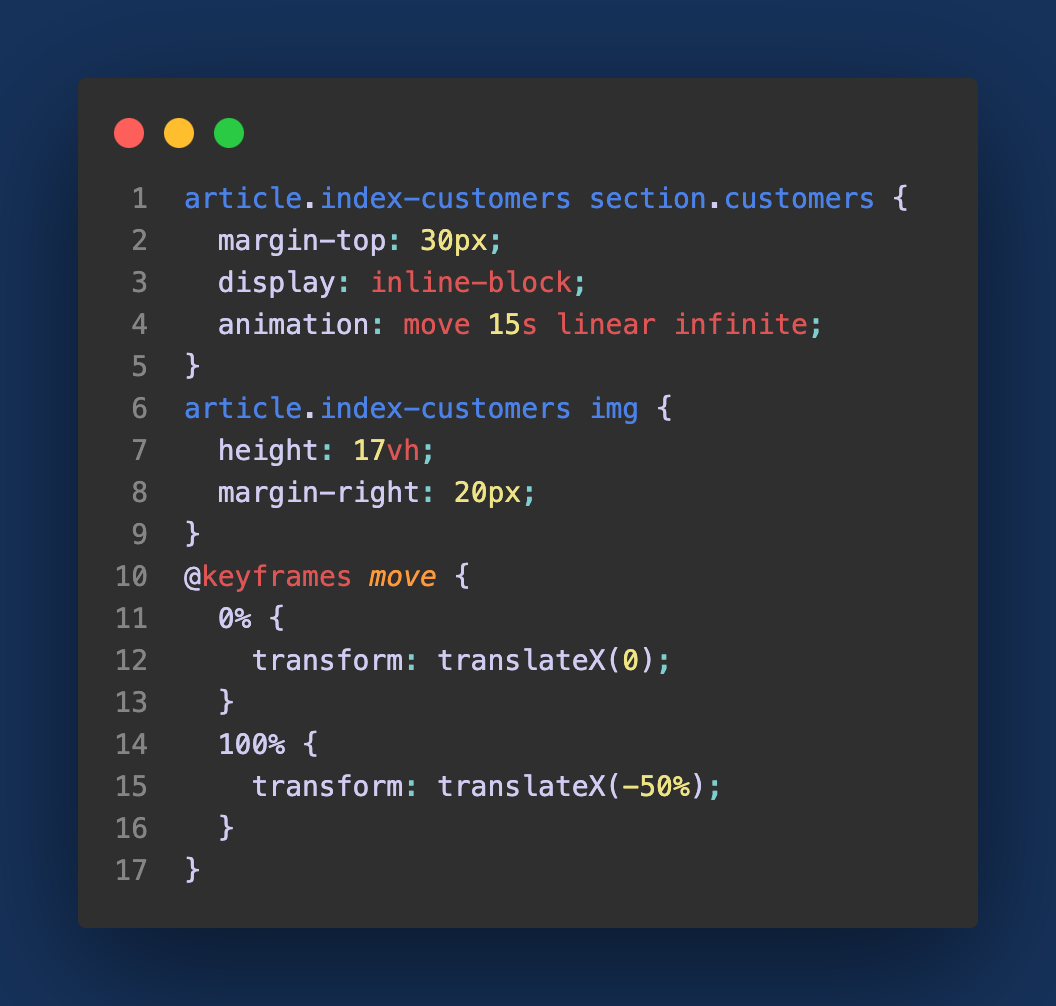 1 article.index-customers section.customers {
2   margin-top: 30px;
3   display: inline-block;
4   animation: move 15s linear infinite;
5 }
6 article.index-customers img {
7   height: 17vh;
8   margin-right: 20px;
9 }
10 @keyframes move {
11   0% {
12     transform: translateX(0);
13   }
14   100% {
15     transform: translateX(-50%);
16   }
17 }